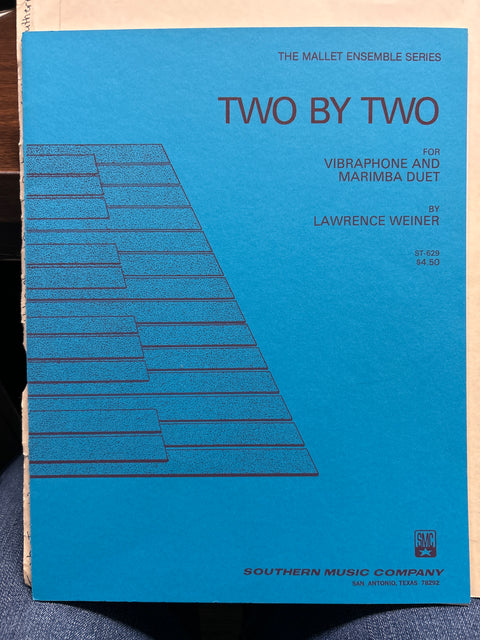 THE MALLET ENSEMBLE SERIES
TWO BY TWO
FOR
VIBRAPHONE AND
MARIMBA DUET
BY
LAWRENCE WEINER
ST-529
$4.50
SMC
SOUTHERN MUSIC COMPANY
SAN ANTONIO, TEXAS 78292